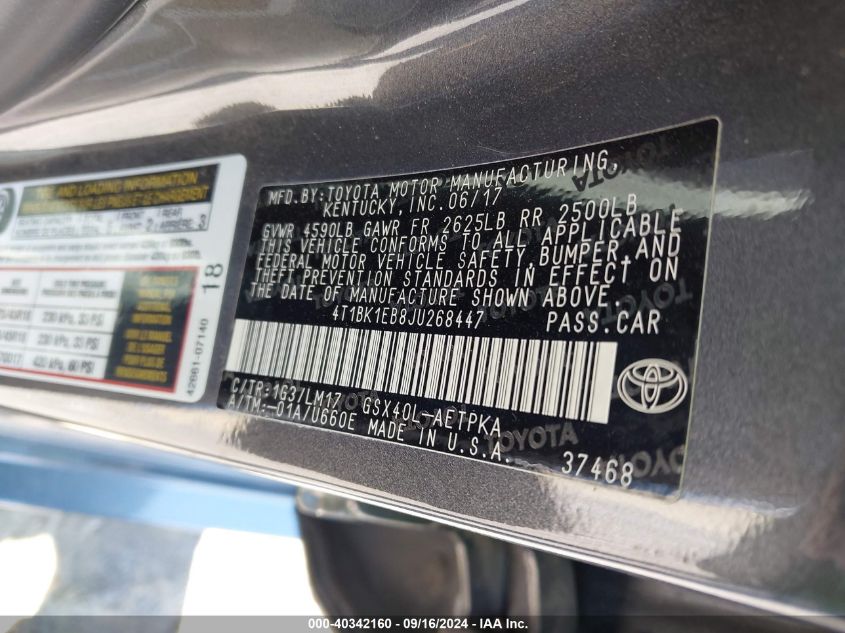 MFD. BY: TOYOTA MOTOR MANUFACTURING,
KENTUCKY, INC. 06/17
GVWR 4590LB GAWR FR 2625LB RR 2500LB
THIS VEHICLE CONFORMS TO ALL APPLICABLE
FEDERAL MOTOR VEHICLE SAFETY, BUMPER, AND
THEFT PREVENTION STANDARDS IN EFFECT ON
THE DATE OF MANUFACTURE SHOWN ABOVE.
4T1BK1EB8JU268447 PASS.CAR
C/TR:1G37/LM17 GSX40L-AETPKA
A/TM:-01A/U660E MADE IN U.S.A.
37468
TOYOTA
AND LOADING INFORMATION
18
42661-07140
000-40342160 - 09/16/2024 - IAA Inc.